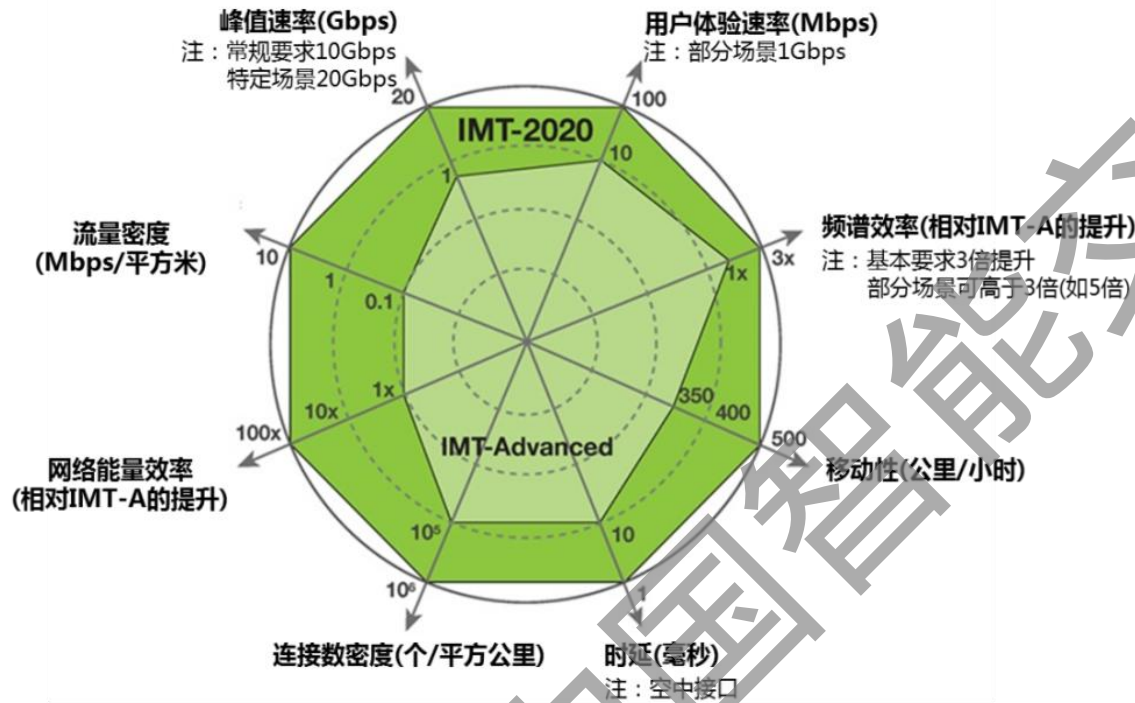 峰值速率(Gbps)
注：常规要求10Gbps
特定场景20Gbps
用户体验速率(Mbps)
注：部分场景1Gbps
20
100
IMT-2020
1
10
流量密度
(Mbps/平方米)
10
1
0.1
频谱效率(相对IMT-A的提升)
注：基本要求3倍提升
部分场景可高于3倍(如5倍)
3x
1x
网络能量效率
(相对IMT-A的提升)
100x
10x
1x
350
400
500
移动性(公里/小时)
IMT-Advanced
10⁵
10⁶
10
1
连接数密度(个/平方公里)
时延(毫秒)
注：空中接口
中国智能交